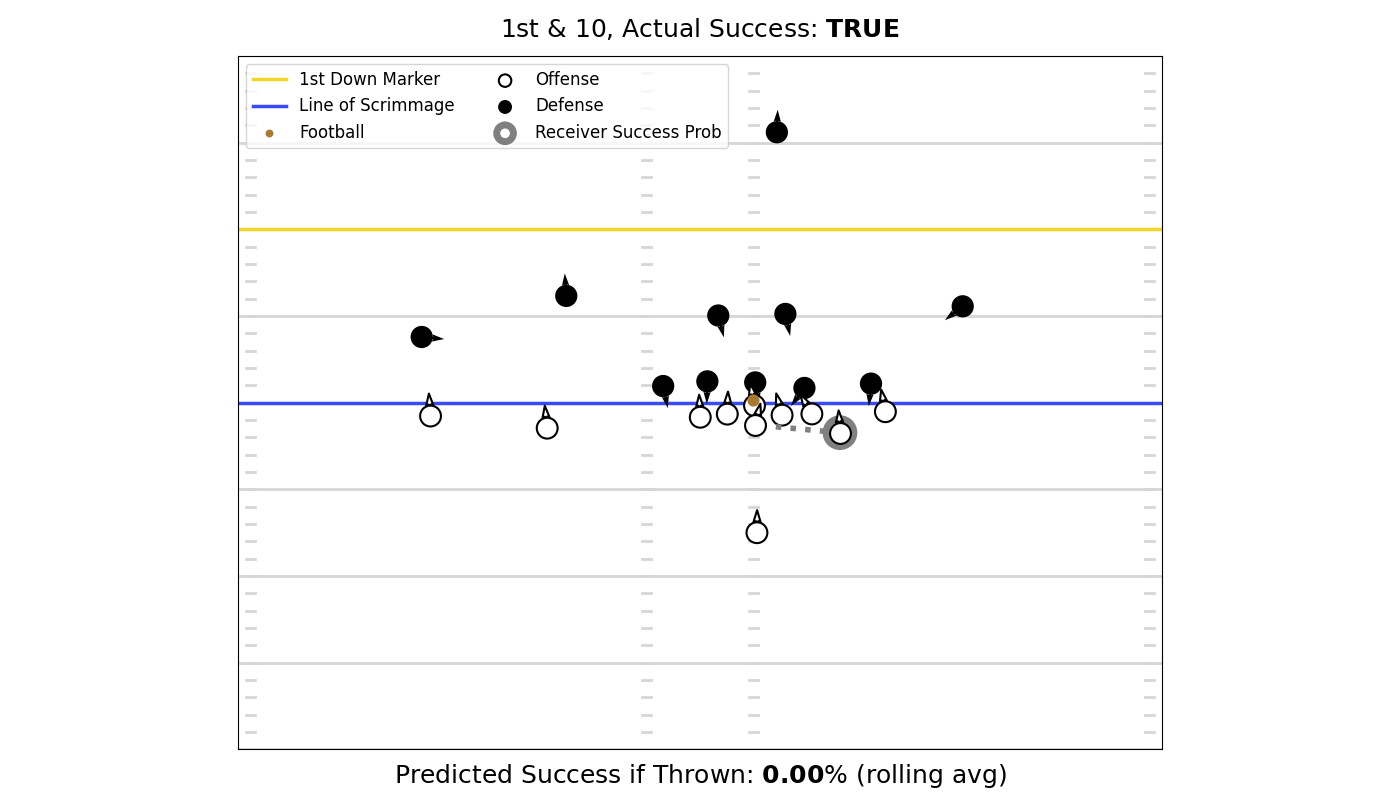 1st & 10, Actual Success: TRUE
1st Down Marker
Line of Scrimmage
Football
Offense
Defense
Receiver Success Prob
Predicted Success if Thrown: 0.00% (rolling avg)